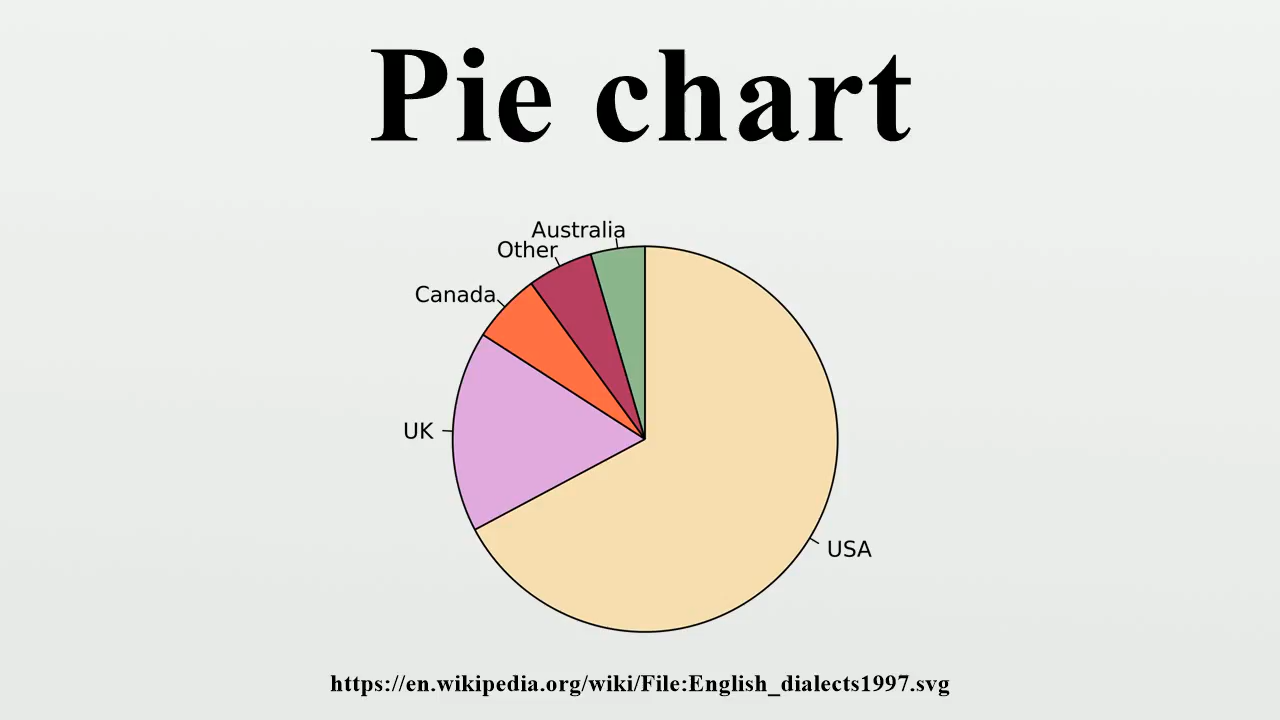 Pie chart
Australia
Other
Canada
UK
USA
https://en.wikipedia.org/wiki/File:English_dialects1997.svg